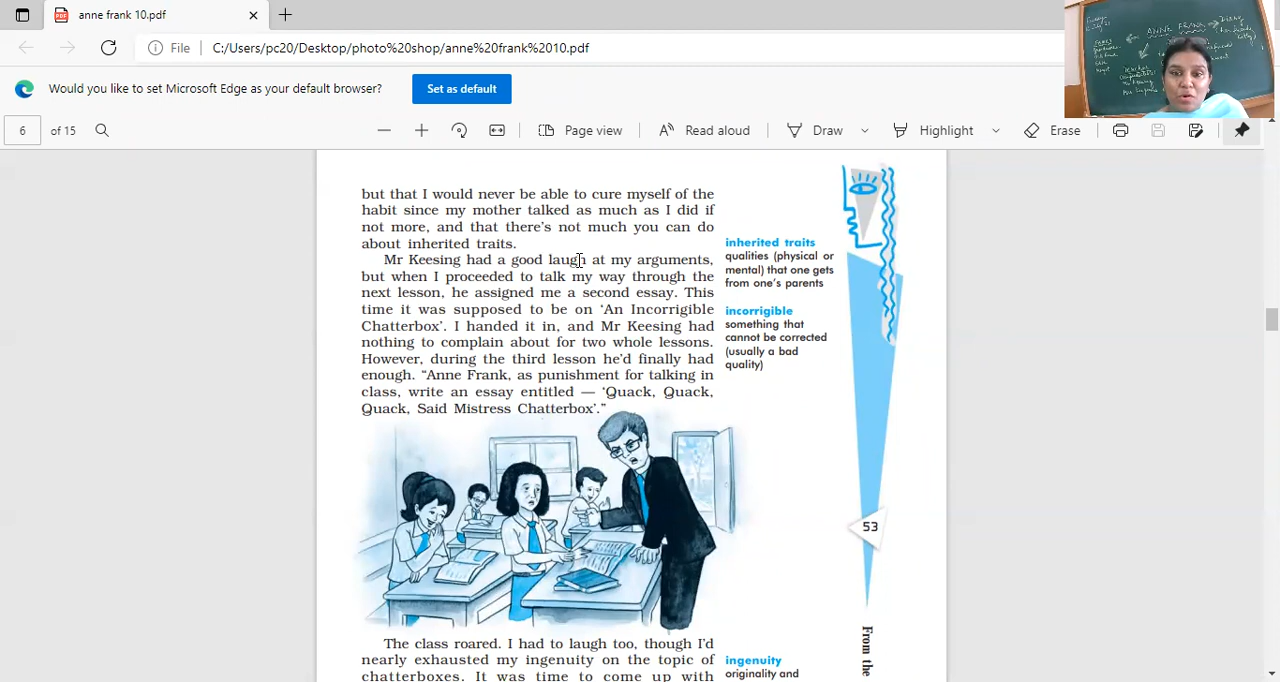 anne frank 10.pdf
File C:/Users/pc20/Desktop/photo%20shop/anne%20frank%2010.pdf
Would you like to set Microsoft Edge as your default browser? Set as default
6 of 15 Page view Read aloud Draw Highlight Erase
but that I would never be able to cure myself of the
habit since my mother talked as much as I did if
not more, and that there's not much you can do
about inherited traits.
Mr Keesing had a good laugh at my arguments,
but when I proceeded to talk my way through the
next lesson, he assigned me a second essay. This
time it was supposed to be on ‘An Incorrigible
Chatterbox’. I handed it in, and Mr Keesing had
nothing to complain about for two whole lessons.
However, during the third lesson he’d finally had
enough. “Anne Frank, as punishment for talking in
class, write an essay entitled — ‘Quack, Quack,
Quack, Said Mistress Chatterbox’.”
inherited traits
qualities (physical or
mental) that one gets
from one’s parents
incorrigible
something that
cannot be corrected
(usually a bad
quality)
53
The class roared. I had to laugh too, though I’d
nearly exhausted my ingenuity on the topic of
chatterboxes. It was time to come up with
ingenuity
originality and
From the
ANNE FRANK
Diary